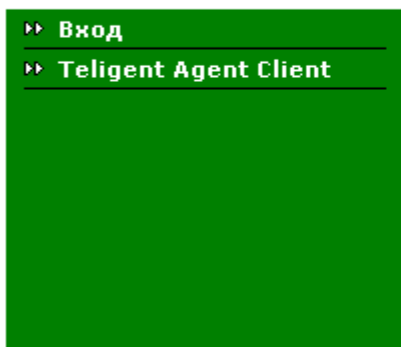 Вход
Teligent Agent Client